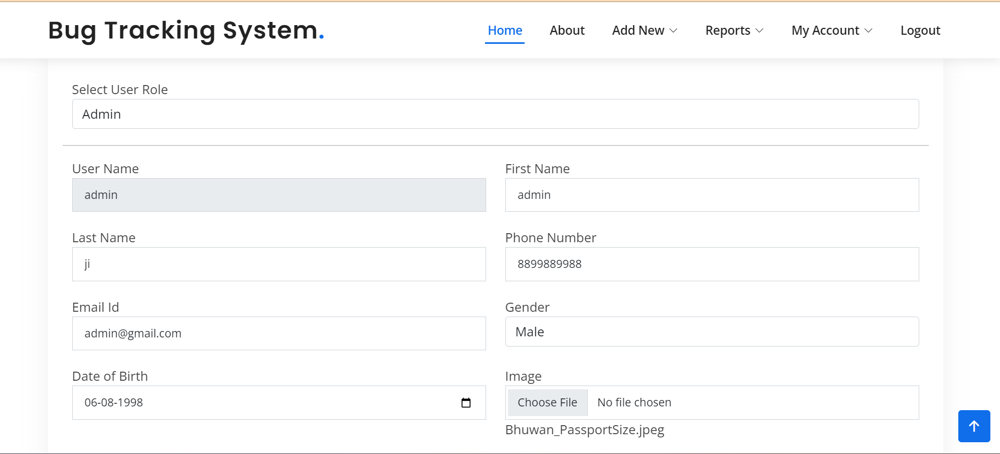 Bug Tracking System.
Home About Add New Reports My Account Logout
Select User Role
Admin
User Name First Name
admin admin
Last Name Phone Number
ji 8899889988
Email Id Gender
admin@gmail.com Male
Date of Birth Image
06-08-1998 Choose File No file chosen
Bhuwan_PassportSize.jpeg